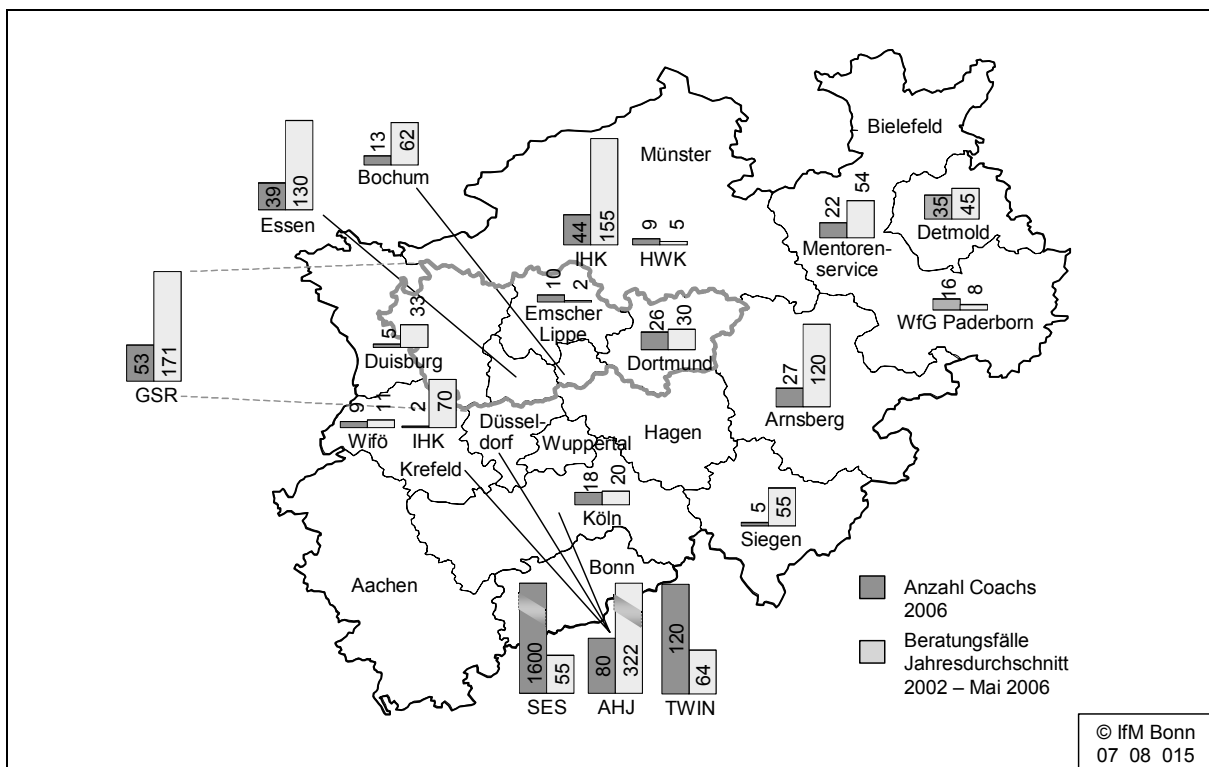 Bielefeld
Münster
13
62
Bochum
39
130
Essen
44
155
IHK
9
5
HWK
22
54
Mentoren-
service
35
45
Detmold
16
8
WfG Paderborn
53
171
GSR
5
33
Duisburg
10
2
Emscher
Lippe
26
30
Dortmund
27
120
Arnsberg
9
11
Wifö
2
70
IHK
Krefeld
Düssel-
dorf
Wuppertal
Hagen
18
20
Köln
5
55
Siegen
Aachen
Bonn
1600
55
SES
80
322
AHJ
120
64
TWIN
Anzahl Coachs
2006
Beratungsfälle
Jahresdurchschnitt
2002 – Mai 2006
© IfM Bonn
07 08 015